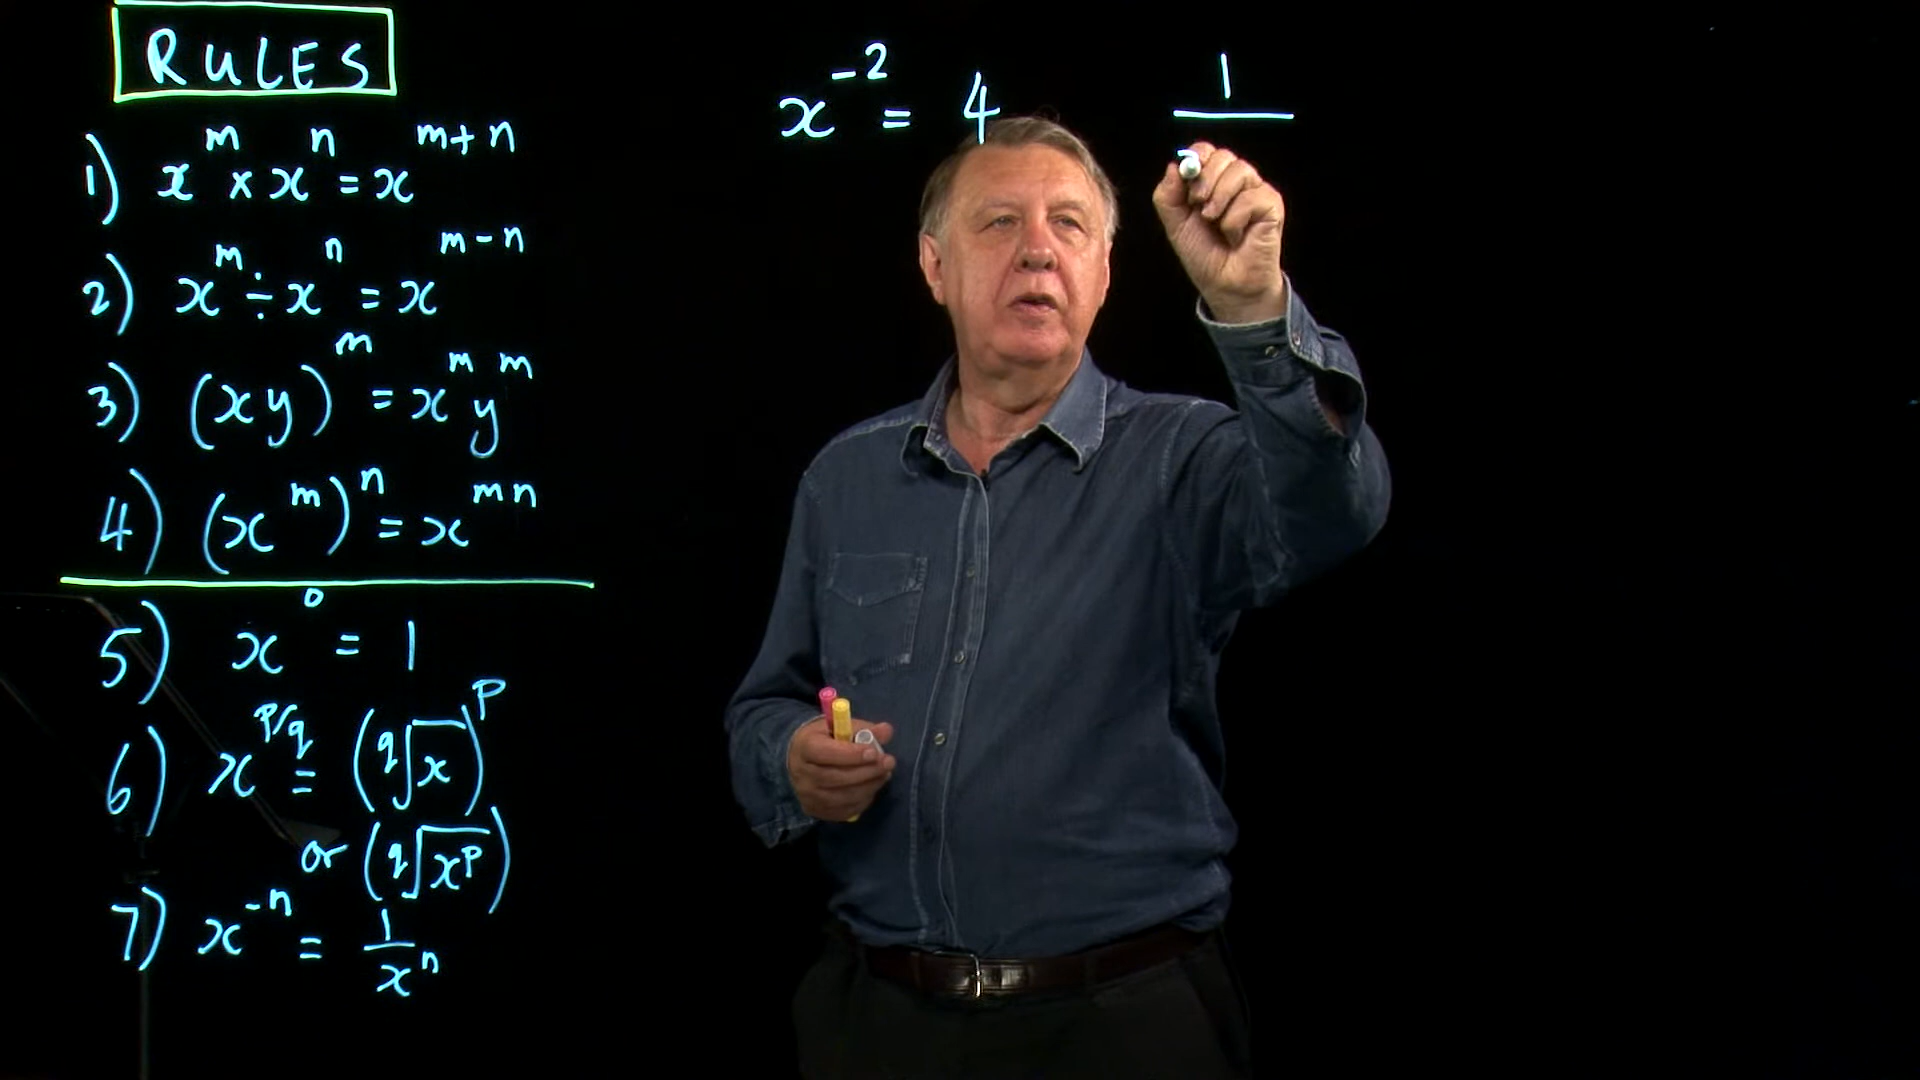 RULES
1) x^m × x^n = x^{m+n}
2) x^m ÷ x^n = x^{m-n}
3) (xy)^m = x^m y^m
4) (x^m)^n = x^{mn}
5) x^0 = 1
6) x^{p/q} = (q√x)^p
or (q√x^p)
7) x^{-n} = 1/x^n
x^{-2} = 4
1